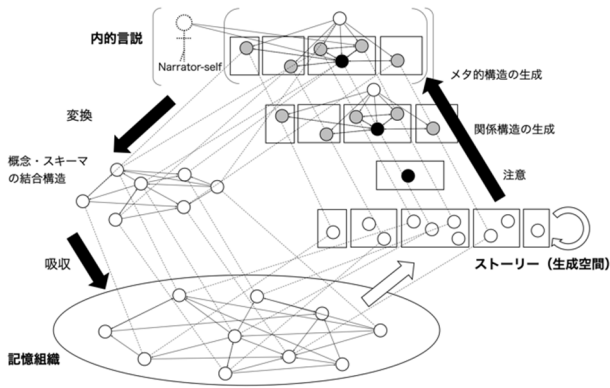 内的言説
Narrator-self
メタ的構造の生成
変換
関係構造の生成
概念・スキーマ
の結合構造
注意
吸収
ストーリー（生成空間）
記憶組織